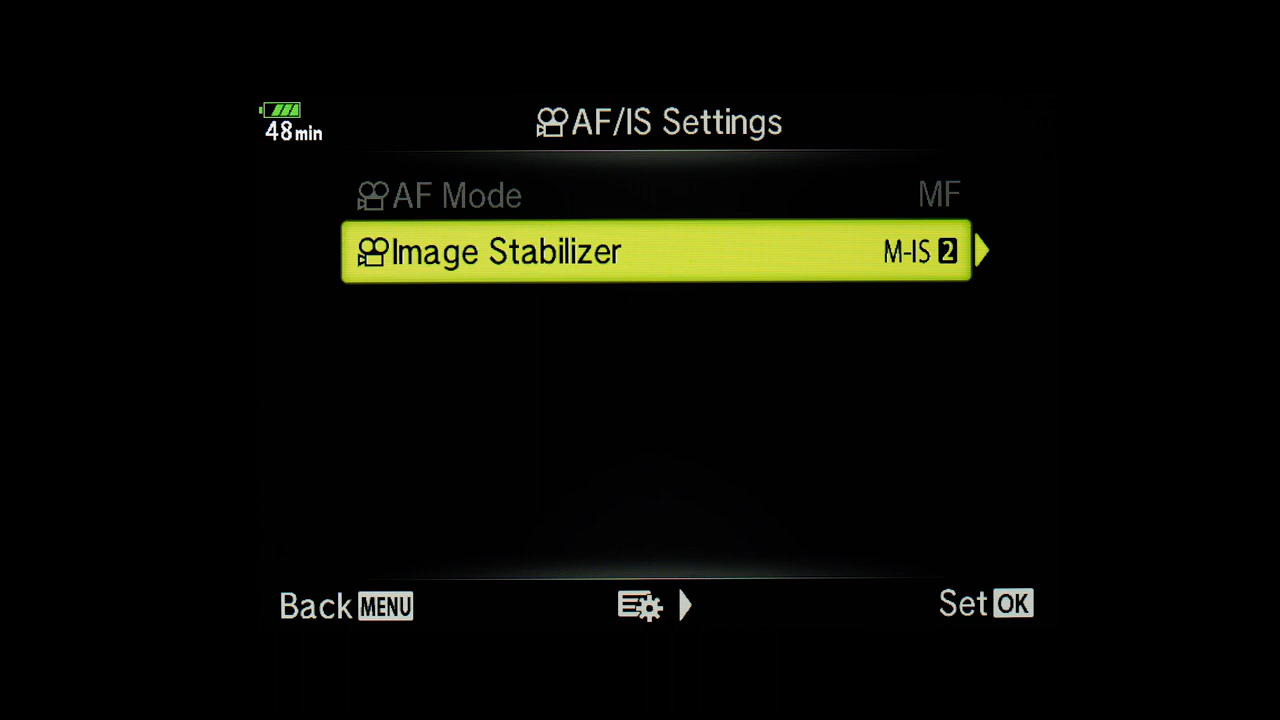 48min
AF/IS Settings
AF Mode MF
Image Stabilizer M-IS 2
Back MENU Set OK